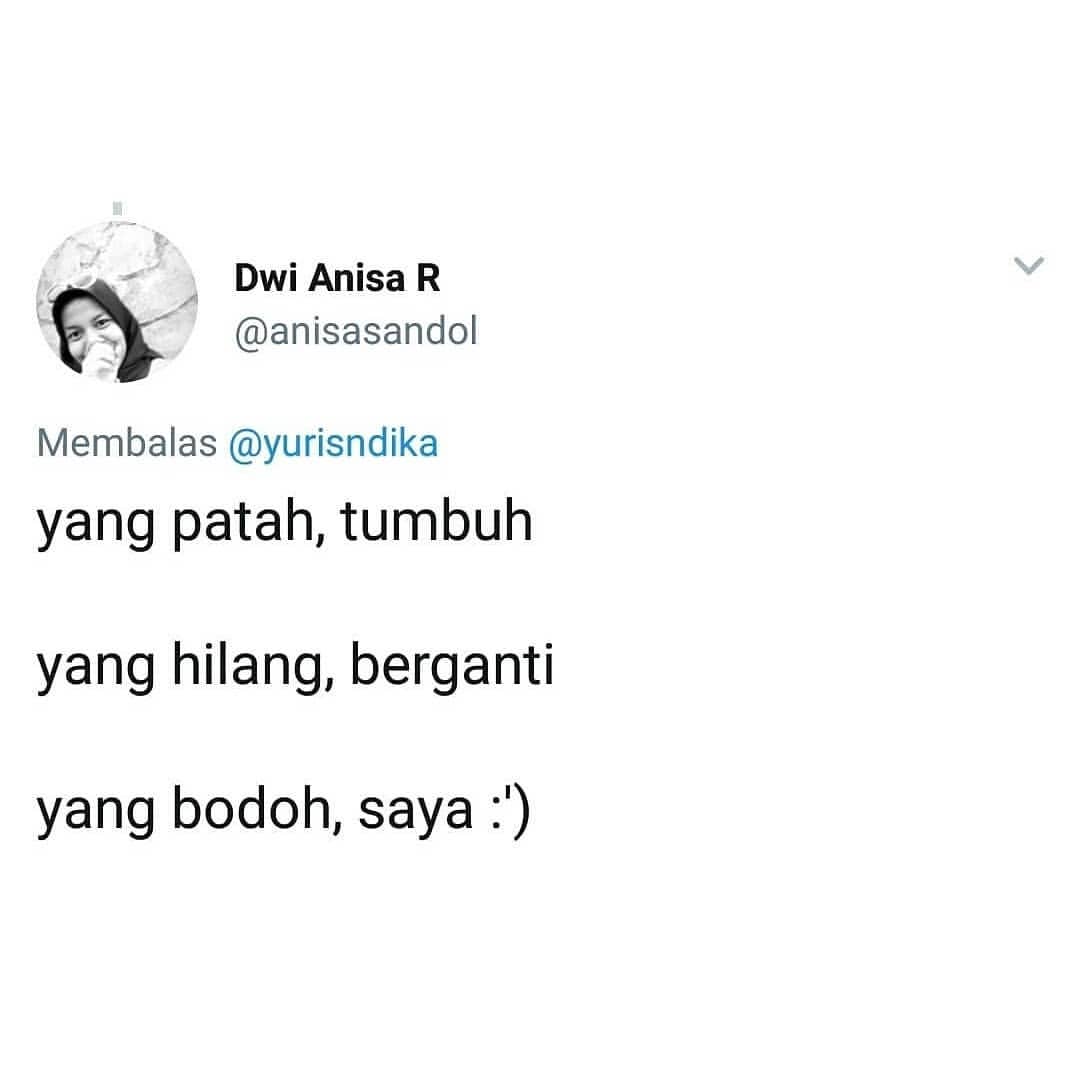 Dwi Anisa R
@anisasandol
Membalas @yurisndika
yang patah, tumbuh
yang hilang, berganti
yang bodoh, saya :')